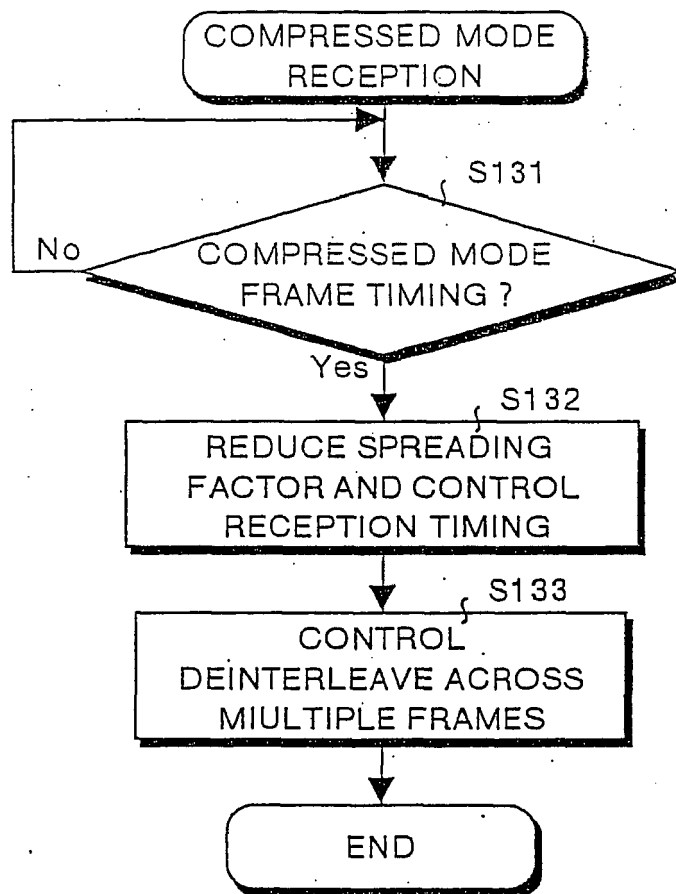 COMPRESSED MODE
RECEPTION
S131
No
COMPRESSED MODE
FRAME TIMING ?
Yes
S132
REDUCE SPREADING
FACTOR AND CONTROL
RECEPTION TIMING
S133
CONTROL
DEINTERLEAVE ACROSS
MIULTIPLE FRAMES
END